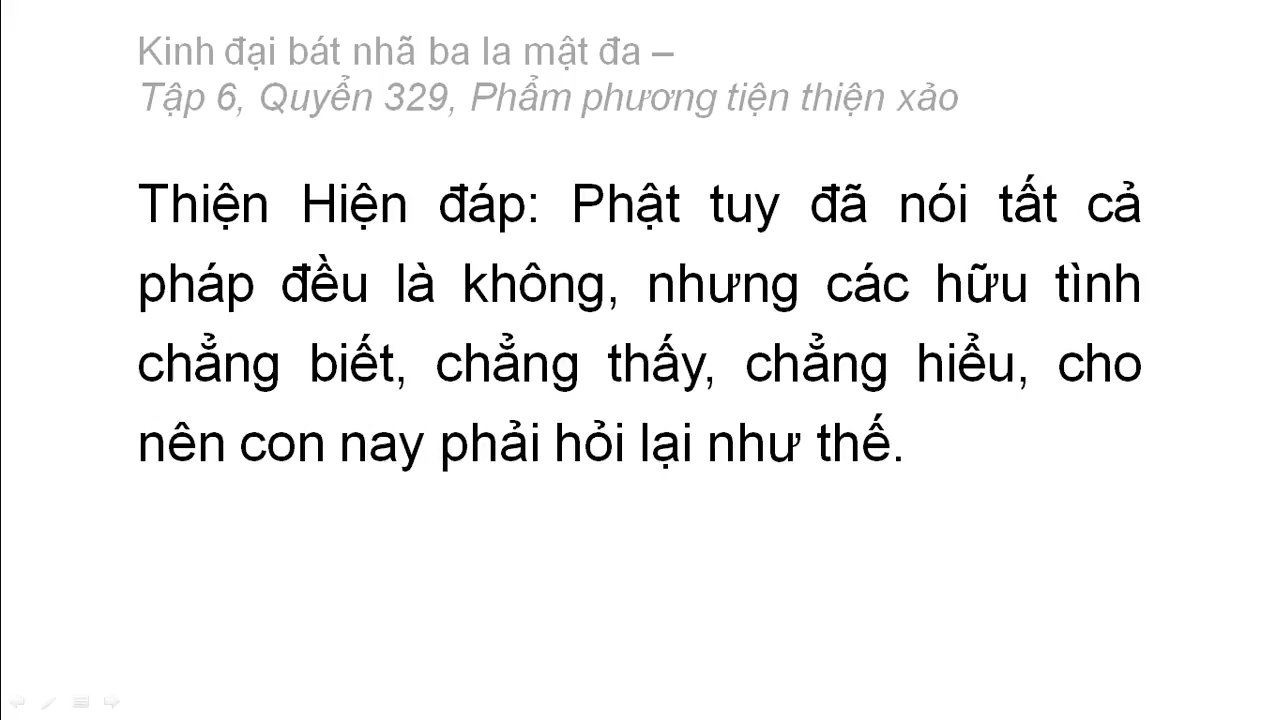 Kinh đại bát nhã ba la mật đa –
Tập 6, Quyển 329, Phẩm phương tiện thiện xảo
Thiện Hiện đáp: Phật tuy đã nói tất cả
pháp đều là không, nhưng các hữu tình
chẳng biết, chẳng thấy, chẳng hiểu, cho
nên con nay phải hỏi lại như thế.